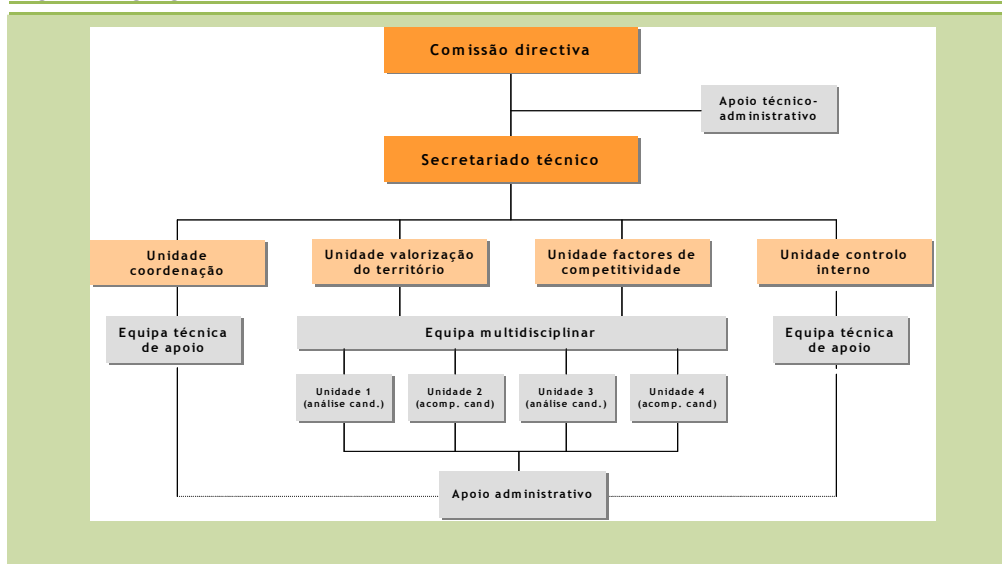 Comissão directiva
Apoio técnico-
administrativo
Secretariado técnico
Unidade
coordenação
Unidade valorização
do território
Unidade factores de
competitividade
Unidade controlo
interno
Equipa técnica
de apoio
Equipa multidisciplinar
Equipa técnica
de apoio
Unidade 1
(análise cand.)
Unidade 2
(acomp. cand)
Unidade 3
(análise cand.)
Unidade 4
(acomp. cand)
Apoio administrativo